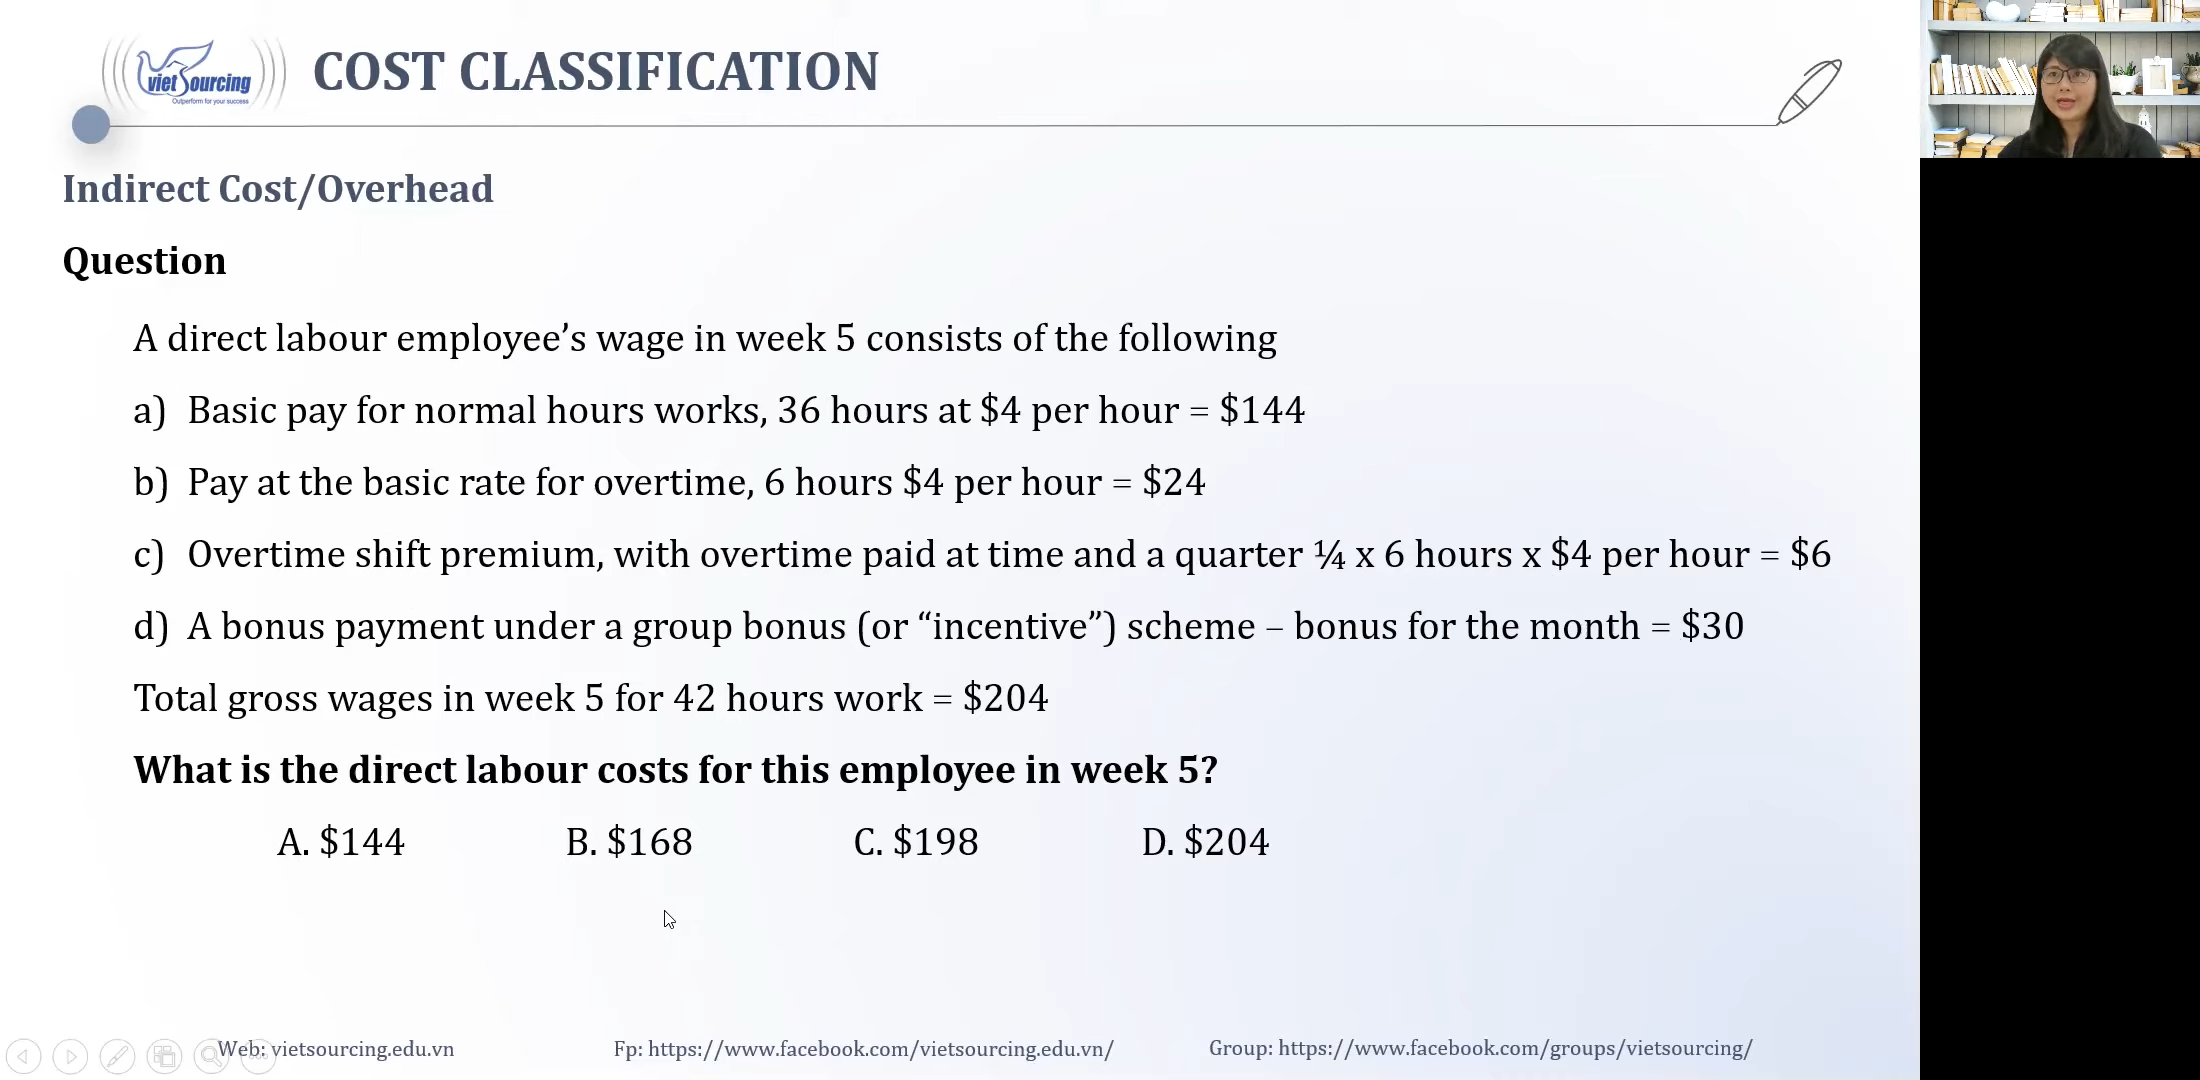 viet Sourcing
Outperform for your success
COST CLASSIFICATION
Indirect Cost/Overhead
Question
A direct labour employee’s wage in week 5 consists of the following
a) Basic pay for normal hours works, 36 hours at $4 per hour = $144
b) Pay at the basic rate for overtime, 6 hours $4 per hour = $24
c) Overtime shift premium, with overtime paid at time and a quarter ¼ x 6 hours x $4 per hour = $6
d) A bonus payment under a group bonus (or “incentive”) scheme – bonus for the month = $30
Total gross wages in week 5 for 42 hours work = $204
What is the direct labour costs for this employee in week 5?
A. $144 B. $168 C. $198 D. $204
Web: vietsourcing.edu.vn Fp: https://www.facebook.com/vietsourcing.edu.vn/ Group: https://www.facebook.com/groups/vietsourcing/